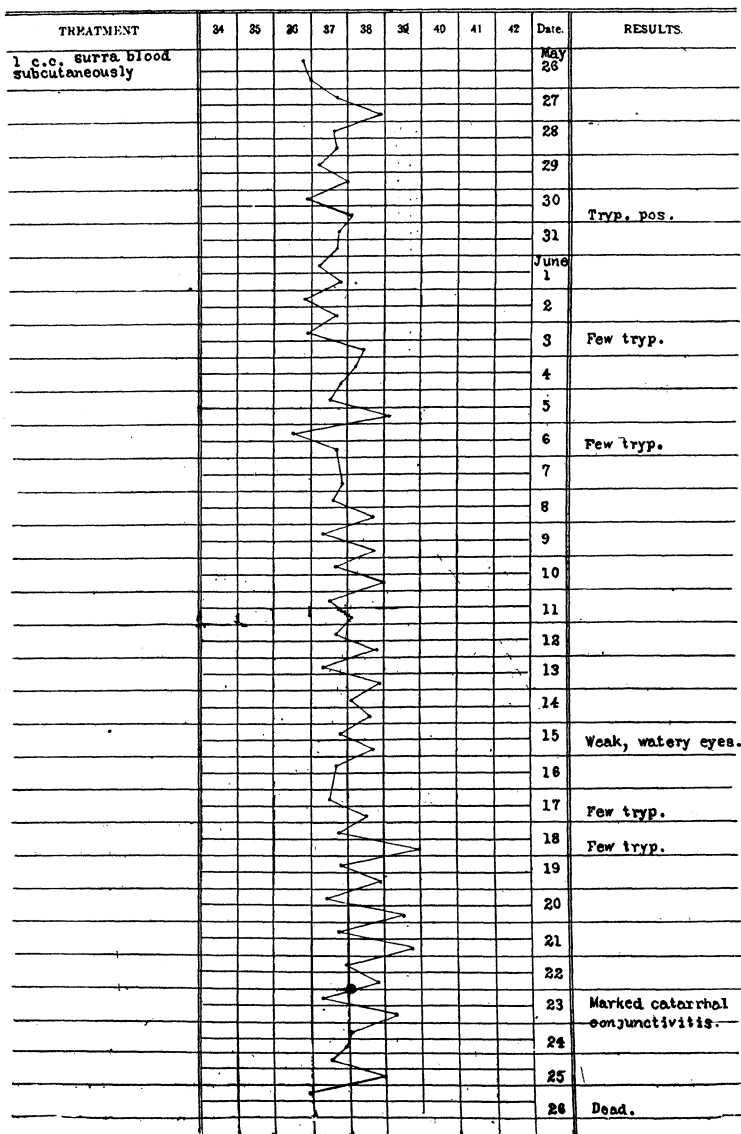 TREATMENT 34 35 36 37 38 39 40 41 42 Date. RESULTS.
1 c.c. surra blood
subcutaneously
May
26
27
28
29
30
Tryp. pos.
31
June
1
2
3 Few tryp.
4
5
6 Few tryp.
7
8
9
10
11
12
13
14
15 Weak, watery eyes.
16
17 Few tryp.
18 Few tryp.
19
20
21
22
23 Marked catarrhal
conjunctivitis.
24
25
26 Dead.